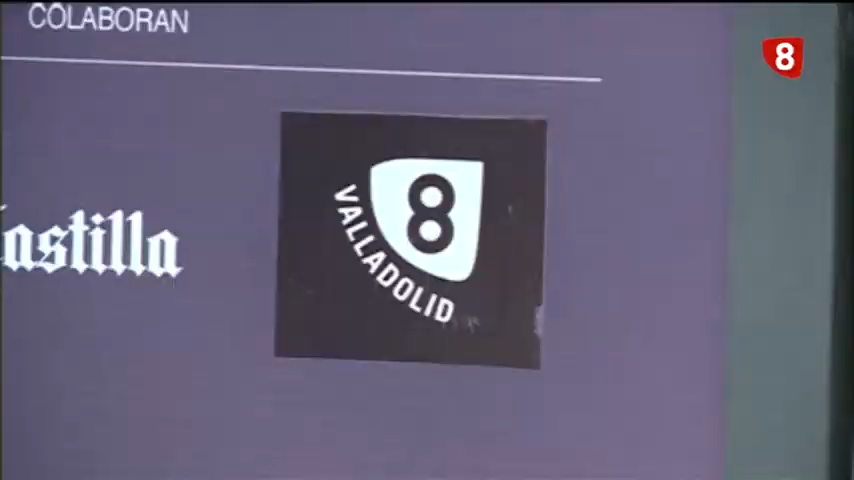 COLABORAN
8
astilla
8
VALLADOLID